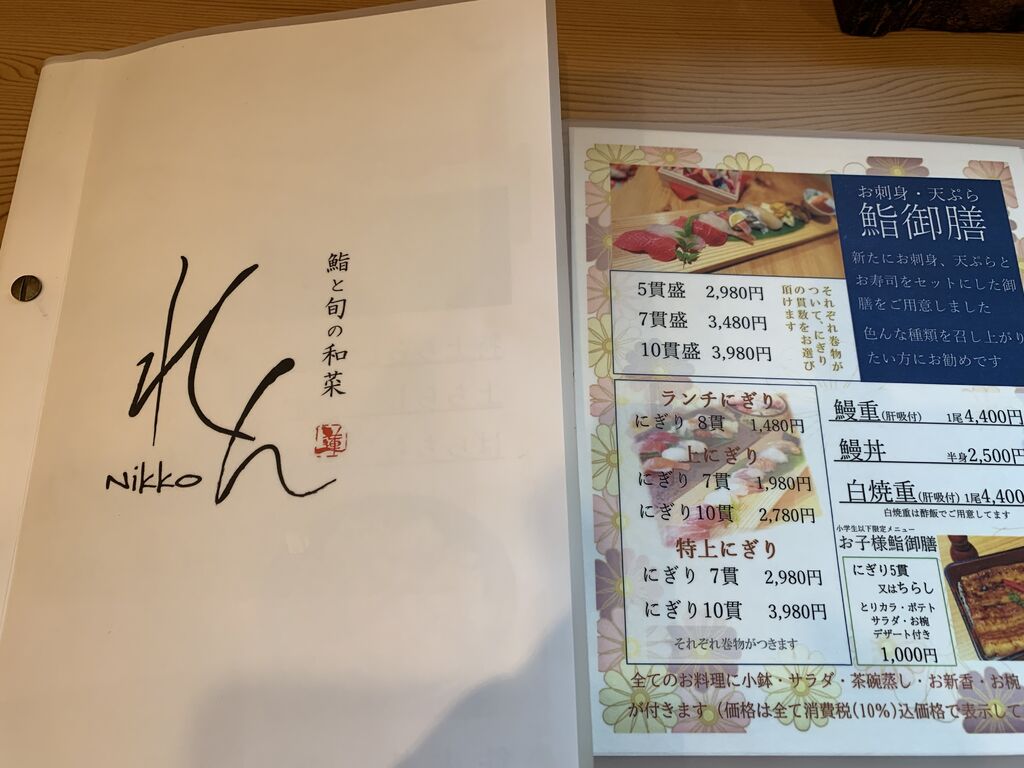 鮨と旬の和菜
れん
Nikko
蓮
お刺身・天ぷら
鮨御膳
新たにお刺身、天ぷらと
お寿司をセットにした御
膳をご用意しました
色んな種類を召し上がり
たい方にお勧めです
5貫盛 2,980円
7貫盛 3,480円
10貫盛 3,980円
それぞれ巻物が
ついて、にぎり
の貫数をお選び
頂けます
ランチにぎり
にぎり 8貫 1,480円
上にぎり
にぎり 7貫 1,980円
にぎり10貫 2,780円
特上にぎり
にぎり 7貫 2,980円
にぎり10貫 3,980円
それぞれ巻物がつきます
鰻重(肝吸付) 1尾4,400円
鰻丼 半身2,500円
白焼重(肝吸付) 1尾4,400
白焼重は酢飯でご用意してます
小学生以下限定メニュー
お子様鮨御膳
にぎり5貫
又はちらし
とりカラ・ポテト
サラダ・お椀
デザート付き
1,000円
全てのお料理に小鉢・サラダ・茶碗蒸し・お新香・お椀
が付きます（価格は全て消費税(10%)込価格で表示して